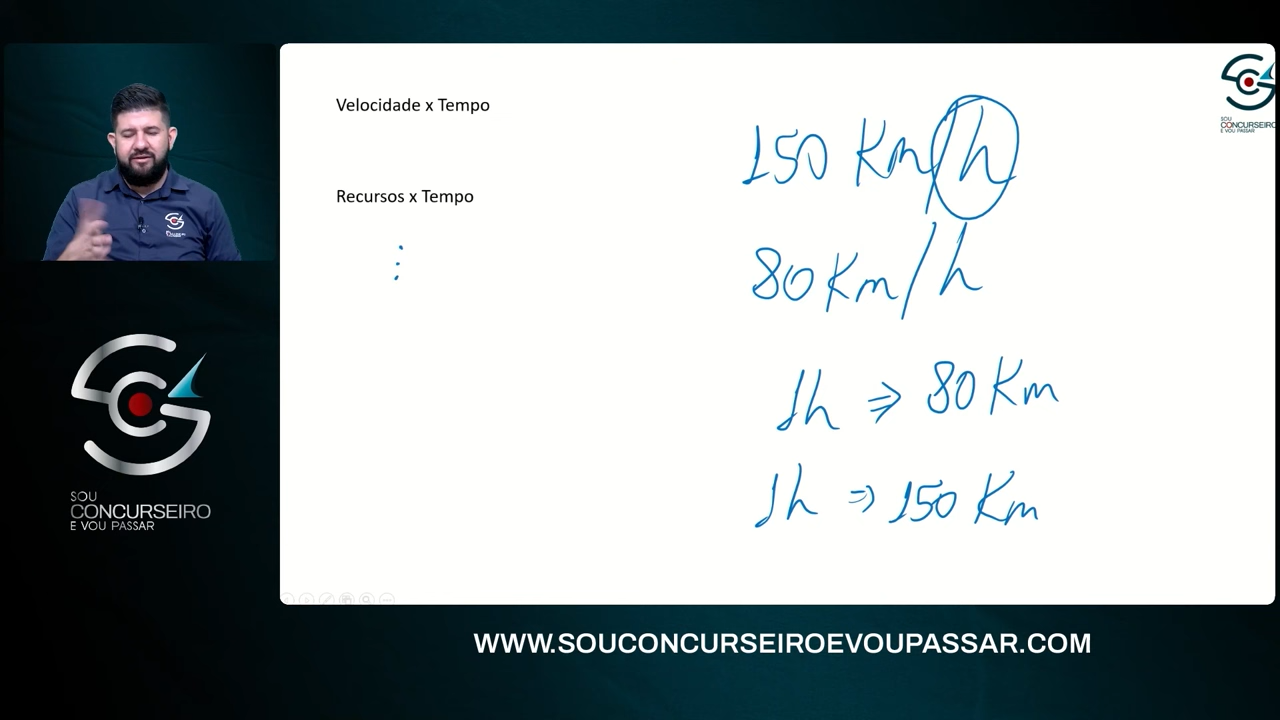 Velocidade x Tempo
Recursos x Tempo
150 Km/h
80 Km/h
1h ⇒ 80 Km
1h ⇒ 150 Km
SOU
CONCURSEIRO
E VOU PASSAR
SOU
CONCURSEIRO
E VOU PASSAR
WWW.SOUCONCURSEIROEVOUPASSAR.COM